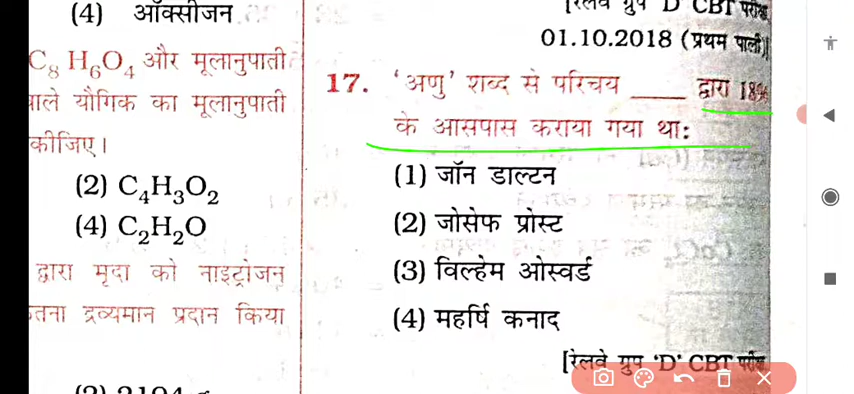 (4) ऑक्सीजन
C₈ H₆O₄ और मूलानुपाती
वाले यौगिक का मूलानुपाती
कीजिए।
(2) C₄H₃O₂
(4) C₂H₂O
द्वारा मृदा को नाइट्रोजन
द्रव्यमान प्रदान किया
[रेलवे ग्रुप 'D' CBT
01.10.2018 (प्रथम पाली)]
17. 'अणु' शब्द से परिचय ____ द्वारा
के आसपास कराया गया था:
(1) जॉन डाल्टन
(2) जोसेफ प्रोस्ट
(3) विल्हेम ओस्वर्ड
(4) महर्षि कनाद
[रेलवे ग्रुप 'D' CBT